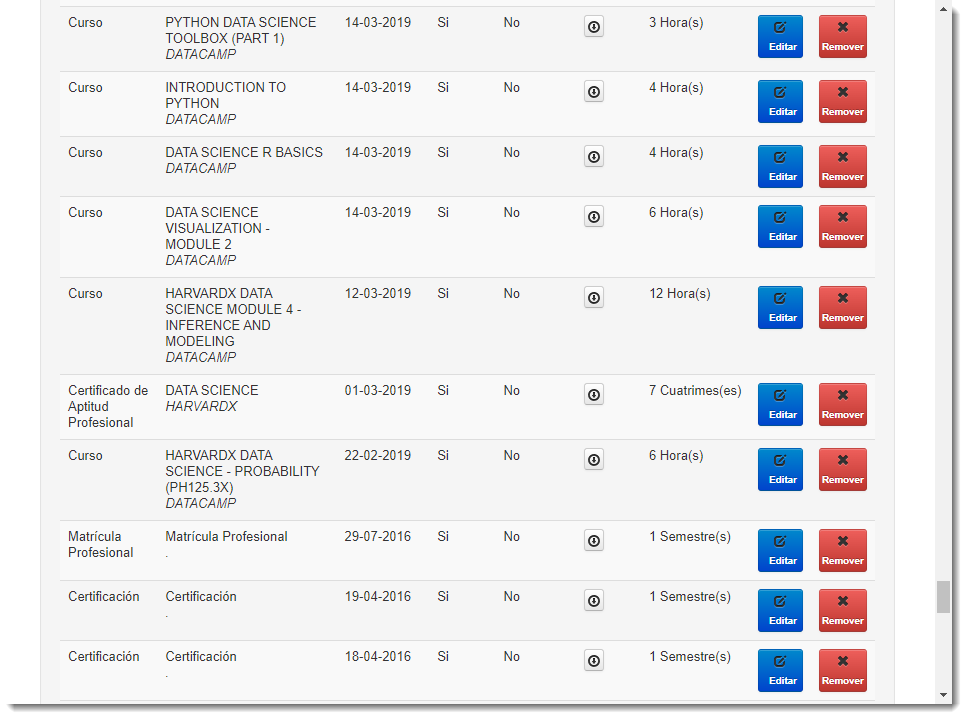 Curso PYTHON DATA SCIENCE 14-03-2019 Si No 3 Hora(s)
TOOLBOX (PART 1)
DATACAMP
Editar Remover
Curso INTRODUCTION TO 14-03-2019 Si No 4 Hora(s)
PYTHON
DATACAMP
Editar Remover
Curso DATA SCIENCE R BASICS 14-03-2019 Si No 4 Hora(s)
DATACAMP
Editar Remover
Curso DATA SCIENCE 14-03-2019 Si No 6 Hora(s)
VISUALIZATION -
Editar Remover
MODULE 2
DATACAMP
Curso HARVARDX DATA 12-03-2019 Si No 12 Hora(s)
SCIENCE MODULE 4 -
Editar Remover
INFERENCE AND
MODELING
DATACAMP
Certificado de DATA SCIENCE 01-03-2019 Si No 7 Cuatrimes(es)
Aptitud HARVARDX
Editar Remover
Profesional
Curso HARVARDX DATA 22-02-2019 Si No 6 Hora(s)
SCIENCE - PROBABILITY
Editar Remover
(PH125.3X)
DATACAMP
Matrícula Matrícula Profesional 29-07-2016 Si No 1 Semestre(s)
Profesional .
Editar Remover
Certificación Certificación 19-04-2016 Si No 1 Semestre(s)
.
Editar Remover
Certificación Certificación 18-04-2016 Si No 1 Semestre(s)
.
Editar Remover